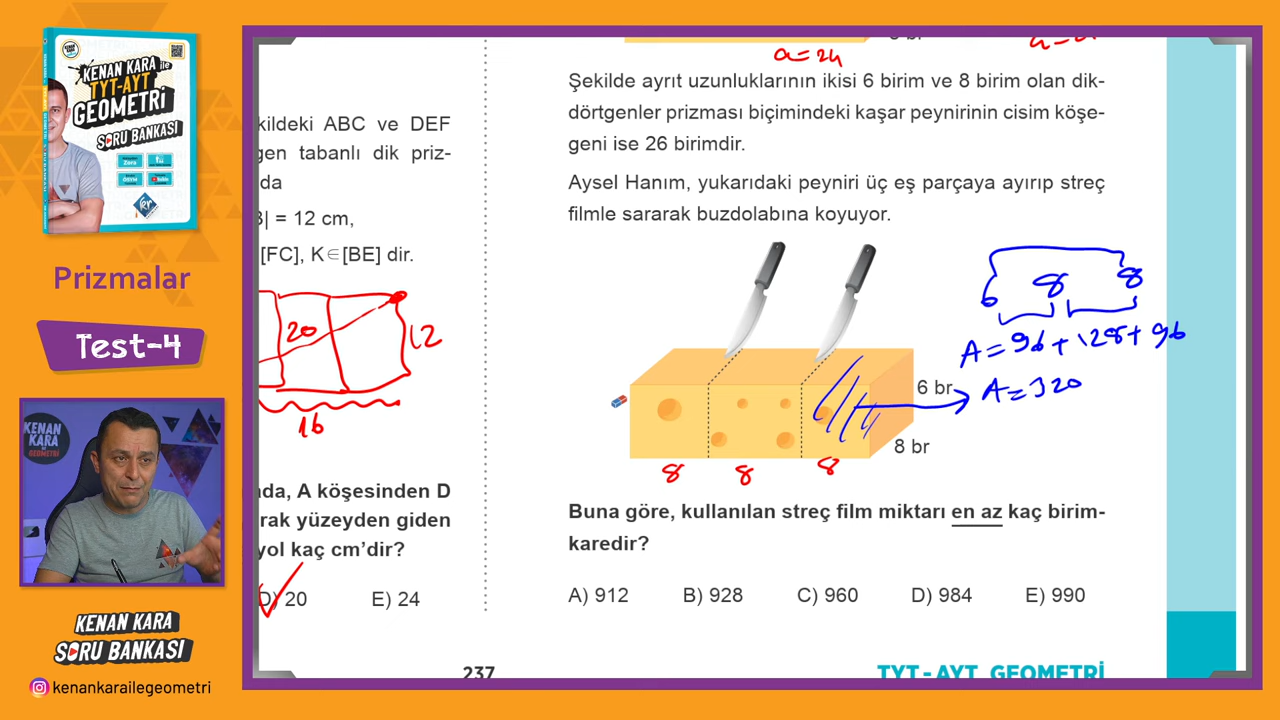 KENAN KARA ile
TYT-AYT
GEOMETRİ
SORU BANKASI
Prizmalar
Test-4
KENAN
KARA
ile
GEOMETRİ
KENAN KARA
SORU BANKASI
kenankarailegeometri
kildeki ABC ve DEF
gen tabanlı dik priz-
da
| = 12 cm,
[FC], K∈[BE] dir.
20
12
16
nda, A köşesinden D
rak yüzeyden giden
yol kaç cm'dir?
D) 20 E) 24
237
a=24
Şekilde ayrıt uzunluklarının ikisi 6 birim ve 8 birim olan dik-
dörtgenler prizması biçimindeki kaşar peynirinin cisim köşe-
geni ise 26 birimdir.
Aysel Hanım, yukarıdaki peyniri üç eş parçaya ayırıp streç
filmle sararak buzdolabına koyuyor.
6 8 8
A=96+128+96
A=320
6 br
8 br
8 8 8
Buna göre, kullanılan streç film miktarı en az kaç birim-
karedir?
A) 912 B) 928 C) 960 D) 984 E) 990
TYT - AYT GEOMETRİ